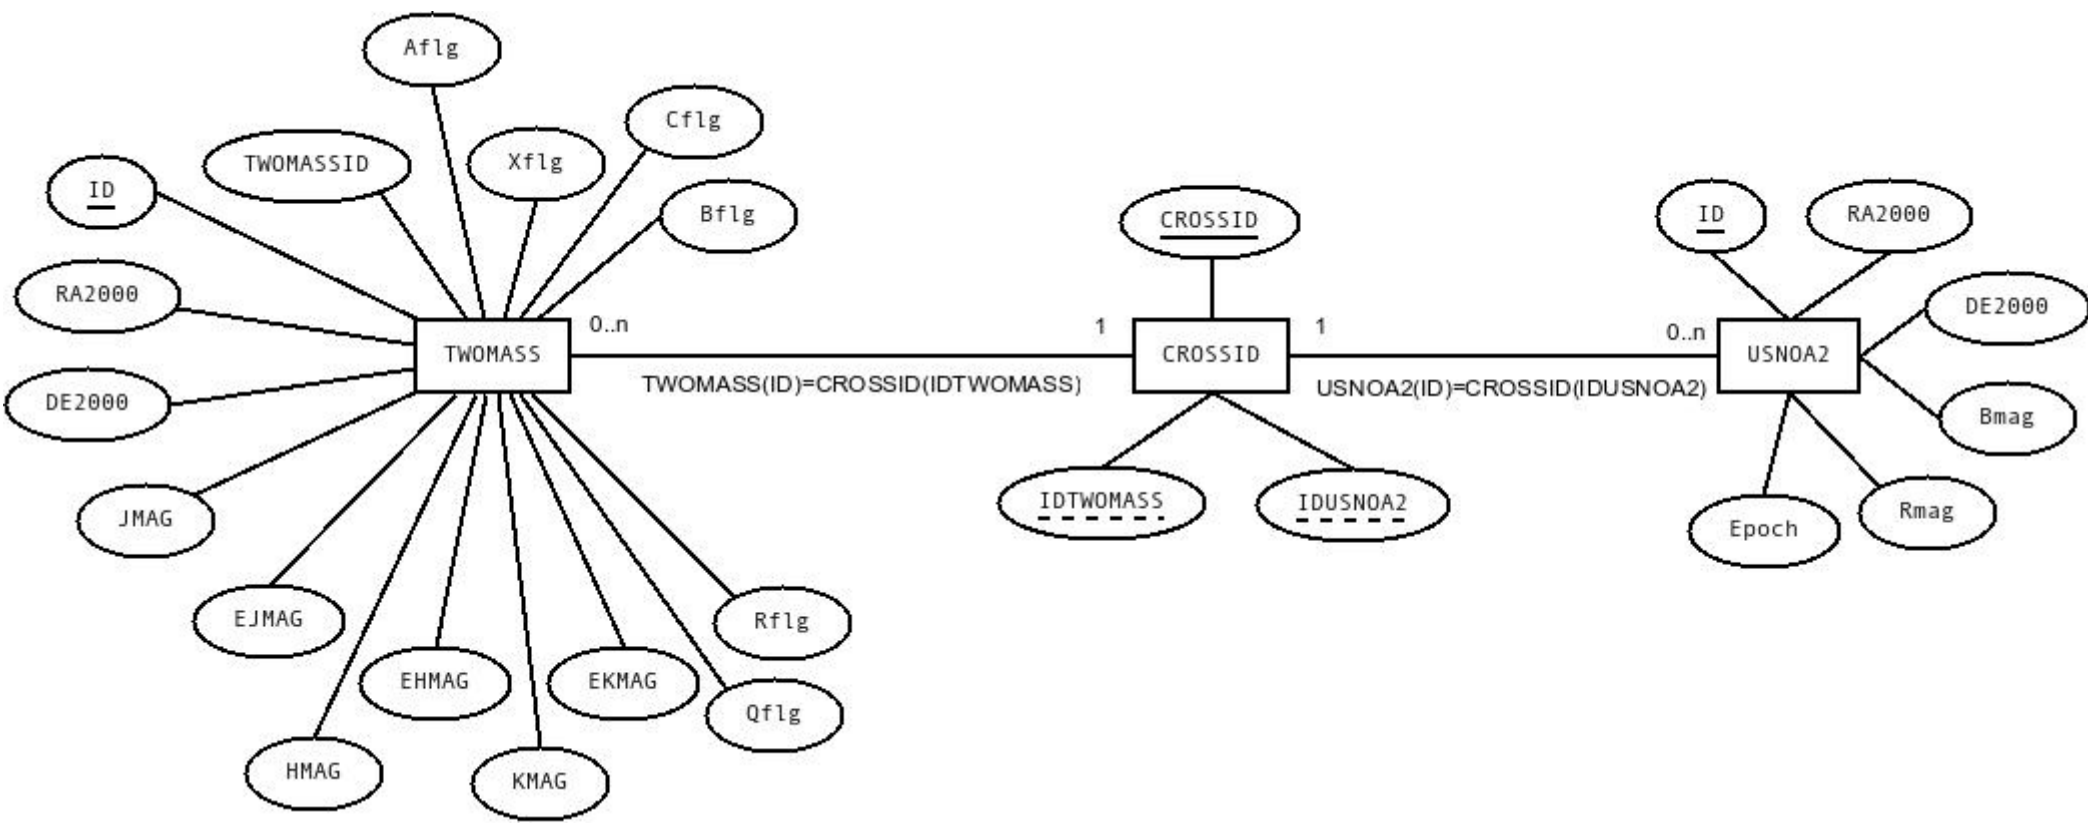 Aflg
Cflg
TWOMASSID
Xflg
ID
Bflg
CROSSID
ID
RA2000
RA2000
DE2000
0..n
1
1
0..n
TWOMASS
CROSSID
USNOA2
TWOMASS(ID)=CROSSID(IDTWOMASS)
USNOA2(ID)=CROSSID(IDUSNOA2)
DE2000
Bmag
IDTWOMASS
IDUSNOA2
JMAG
Rmag
Epoch
EJMAG
Rflg
EHMAG
EKMAG
Qflg
HMAG
KMAG